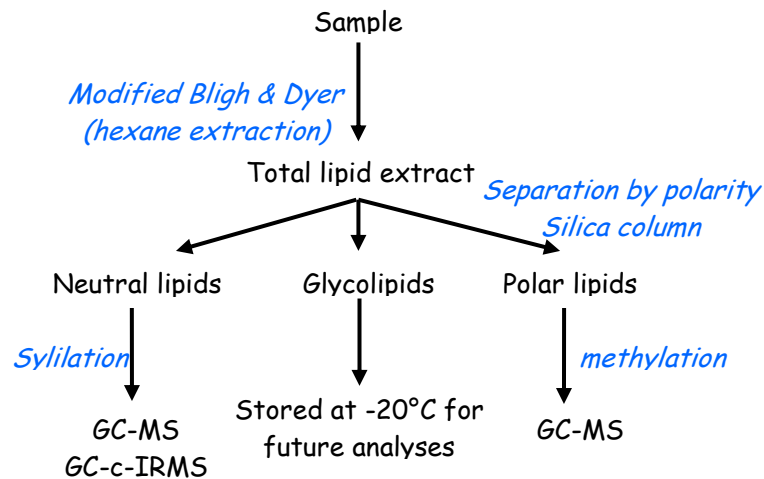 Sample
Modified Bligh & Dyer
(hexane extraction)
Total lipid extract
Separation by polarity
Silica column
Neutral lipids
Glycolipids
Polar lipids
Sylilation
methylation
GC-MS
GC-c-IRMS
Stored at -20°C for
future analyses
GC-MS